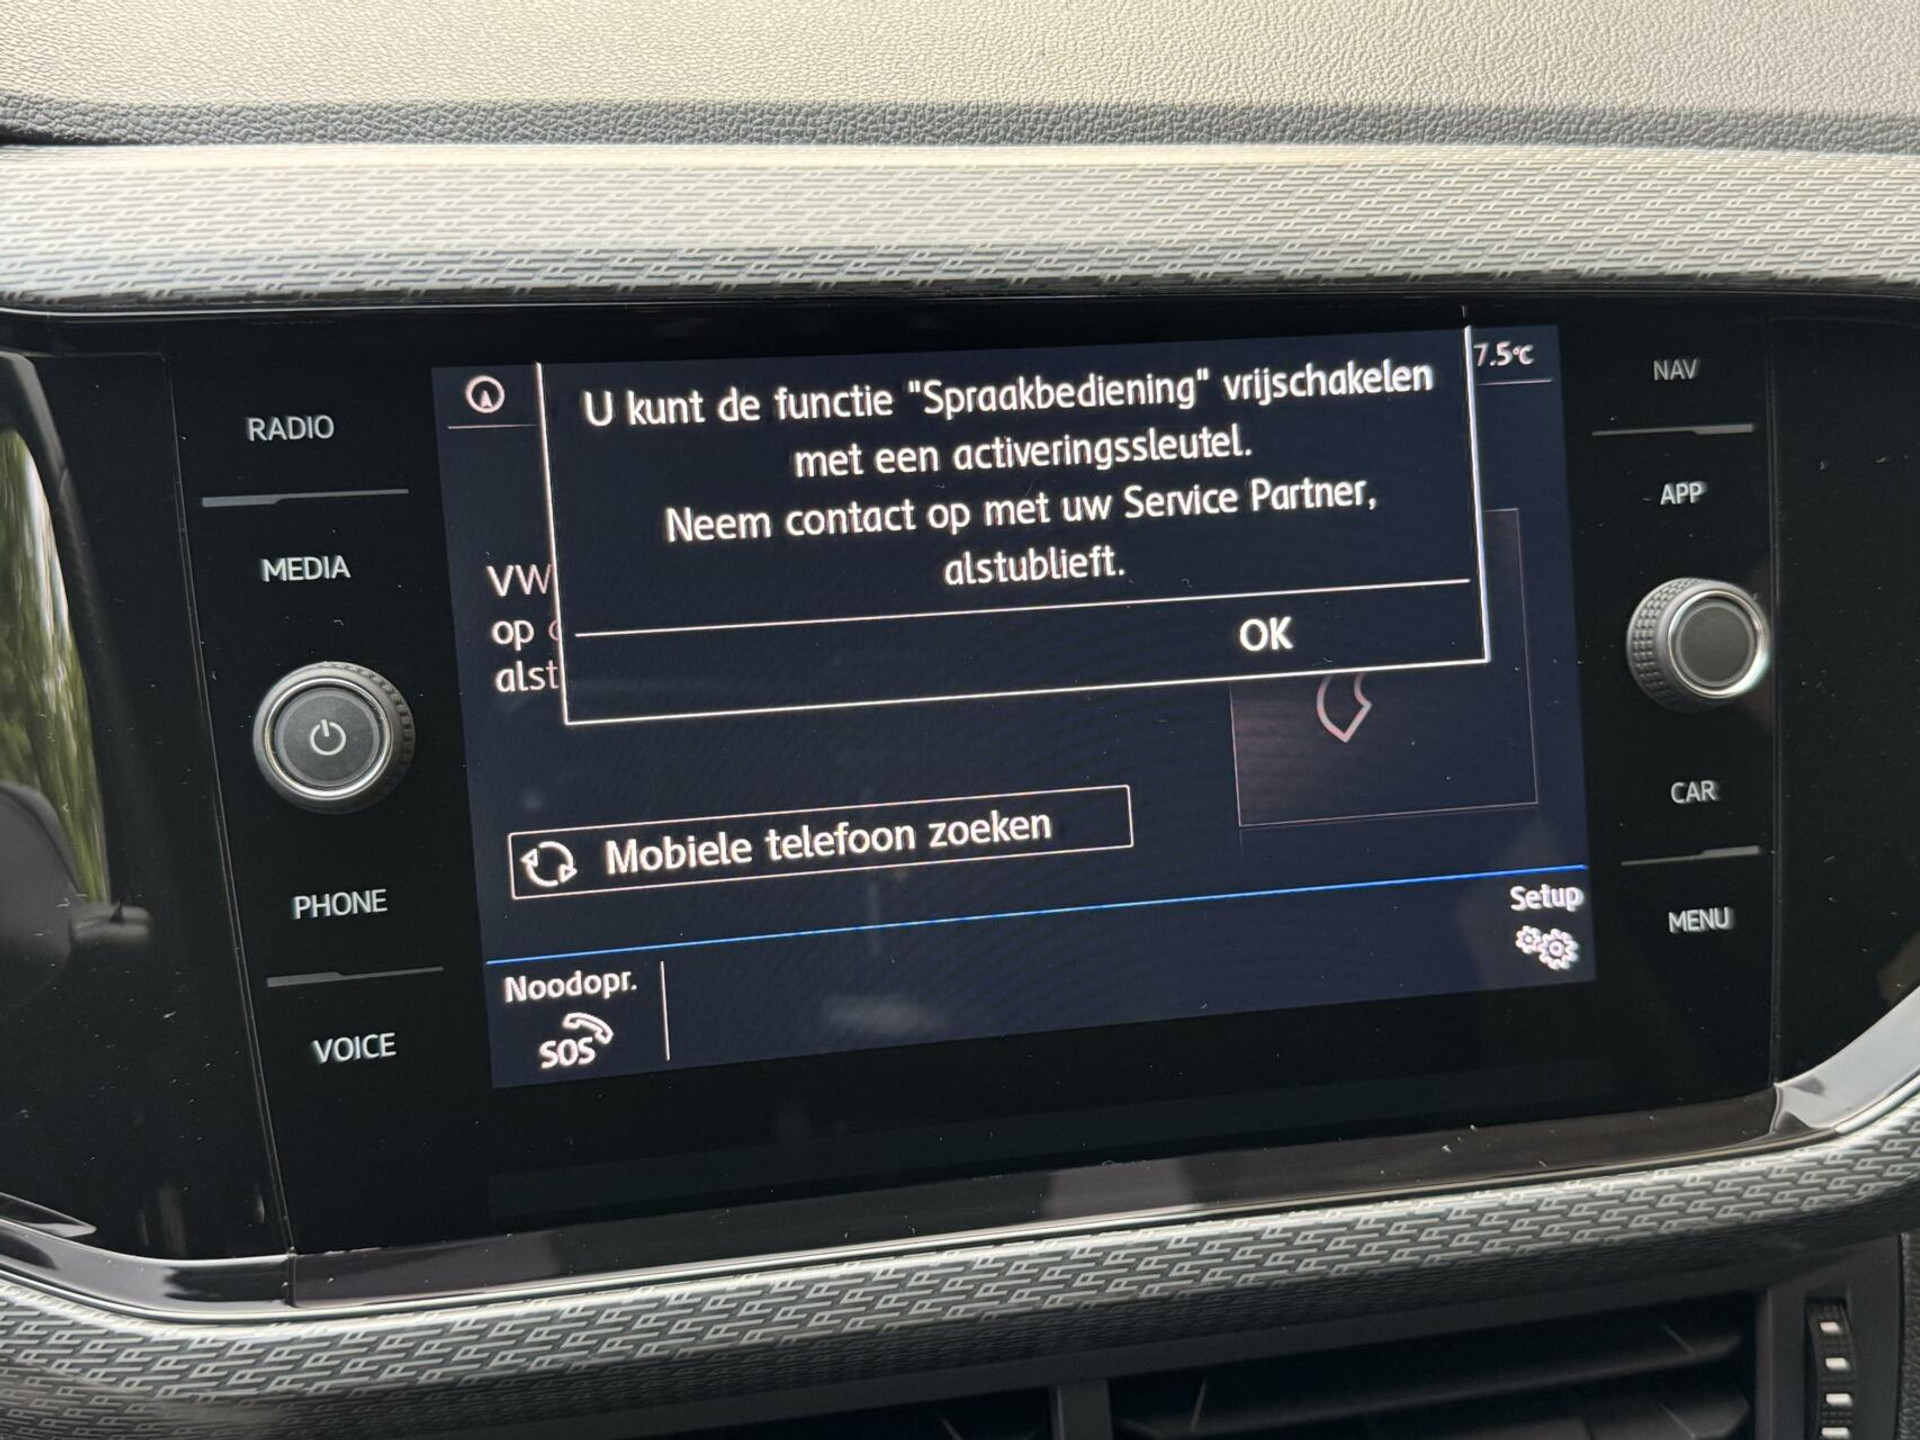 RADIO
MEDIA
PHONE
VOICE
7.5°C
U kunt de functie "Spraakbediening" vrijschakelen
met een activeringssleutel.
Neem contact op met uw Service Partner,
alstublieft.
OK
VW
op
alst
Mobiele telefoon zoeken
Noodopr.
SOS
Setup
NAV
APP
CAR
MENU